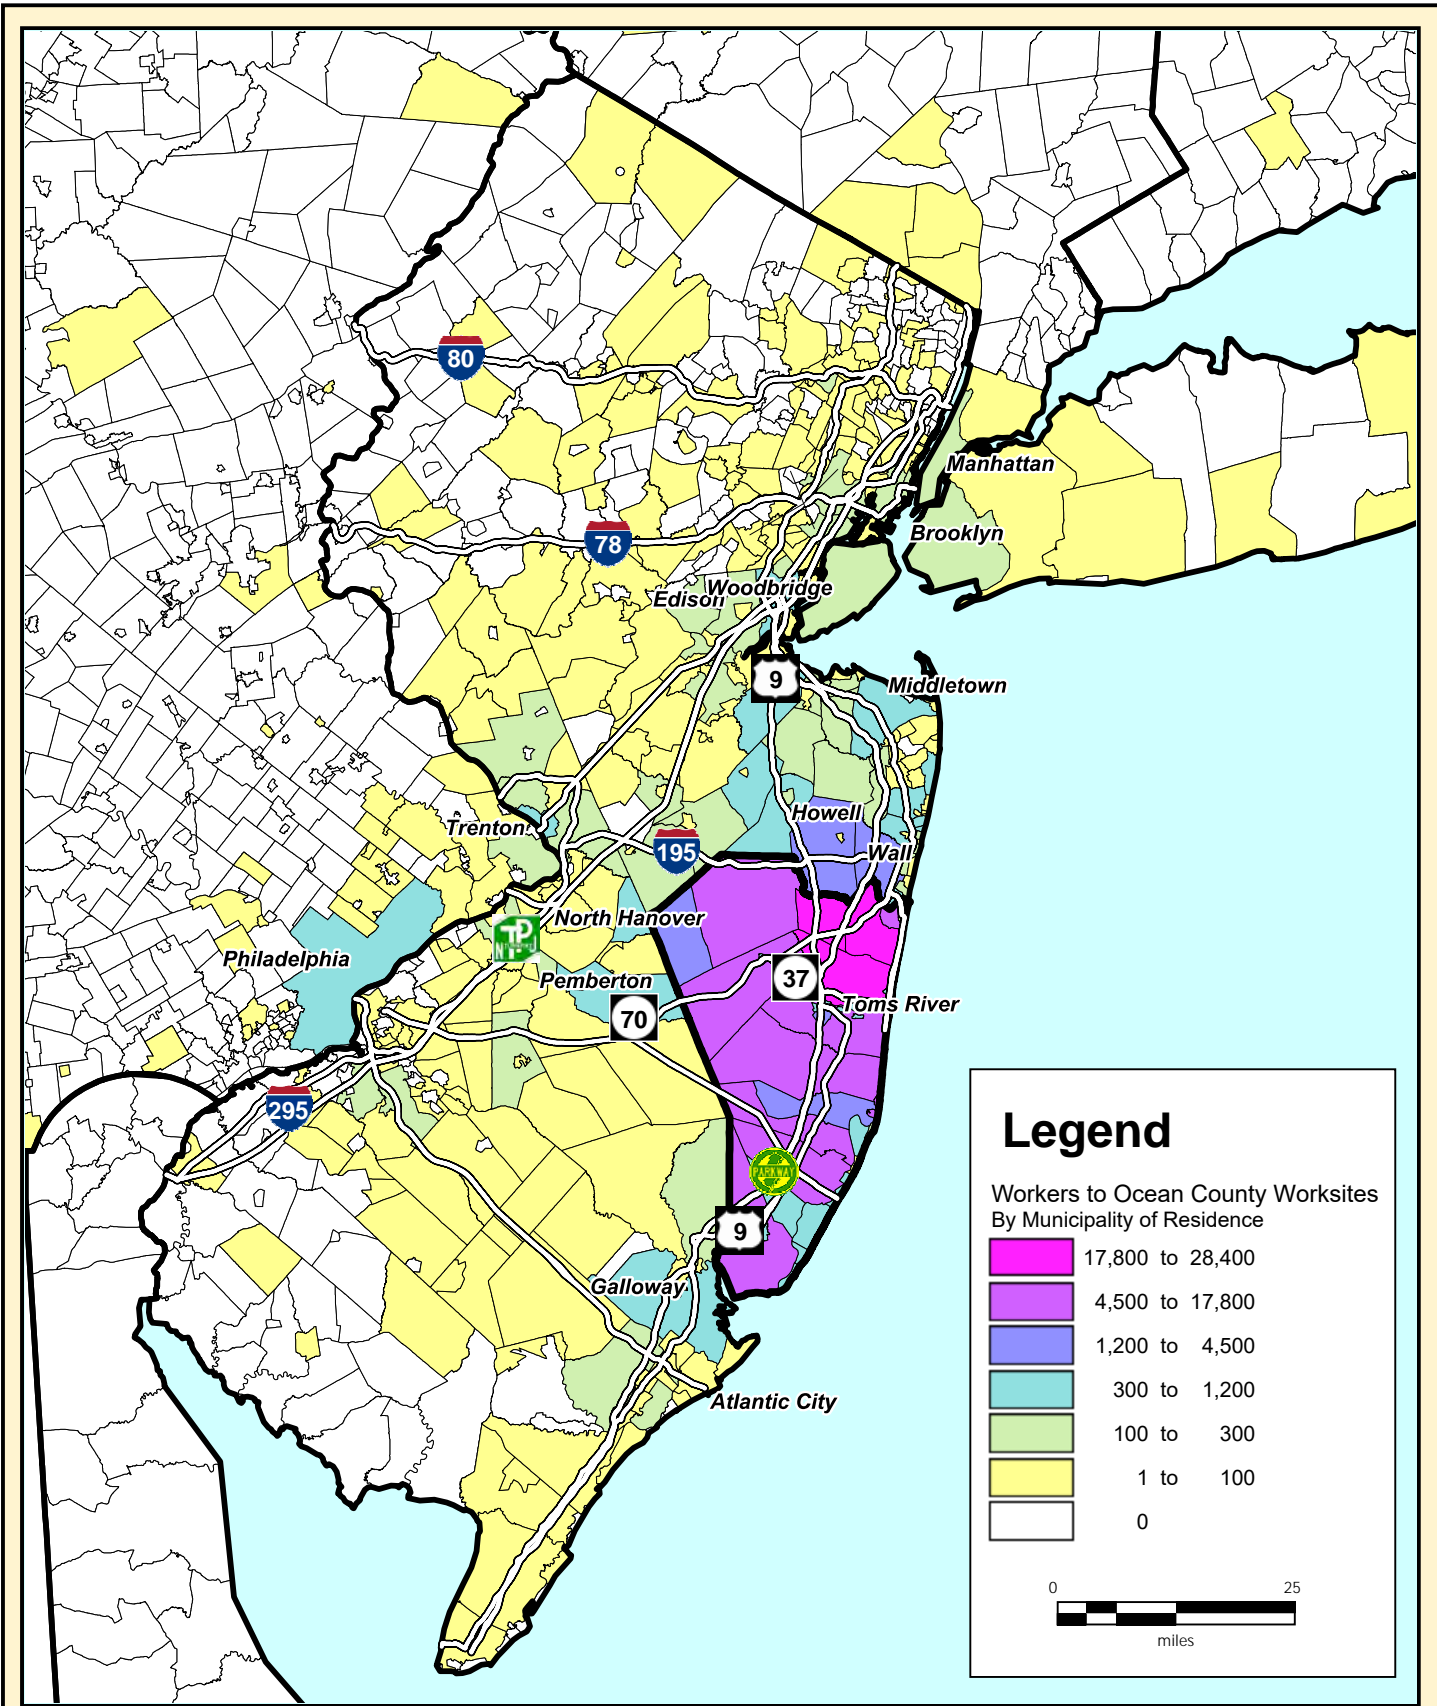 80
Manhattan
78
Brooklyn
Woodbridge
Edison
9
Middletown
Howell
Trenton
195
Wall
North Hanover
Philadelphia
Pemberton
37
70
Toms River
295
PARKWAY
9
Galloway
Atlantic City
Legend
Workers to Ocean County Worksites
By Municipality of Residence
17,800 to 28,400
4,500 to 17,800
1,200 to 4,500
300 to 1,200
100 to 300
1 to 100
0
0 25
miles